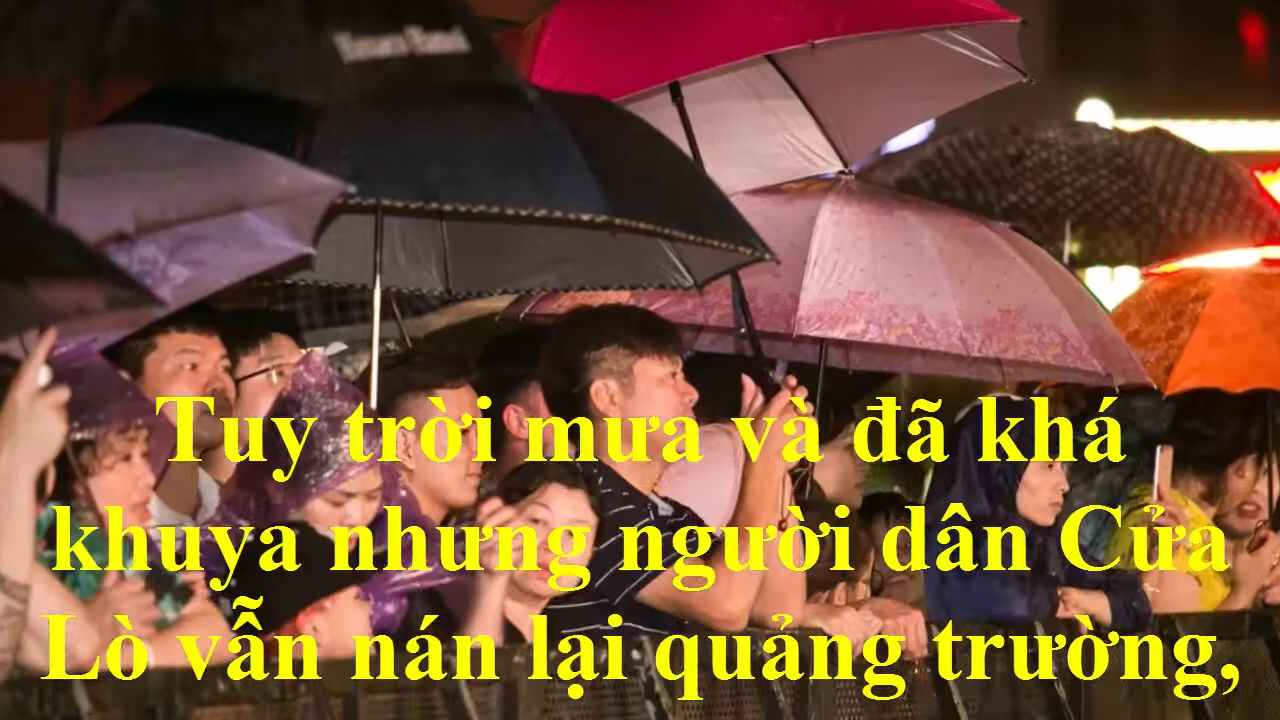 Tuy trời mưa và đã khá
khuya nhưng người dân Cửa
Lò vẫn nán lại quảng trường,